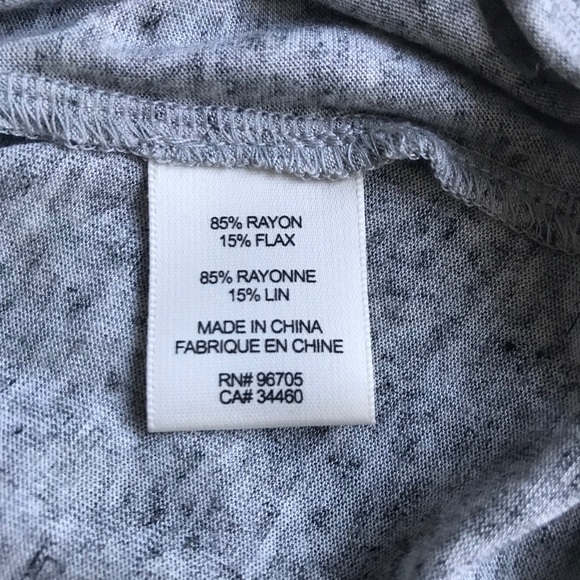 85% RAYON
15% FLAX
85% RAYONNE
15% LIN
MADE IN CHINA
FABRIQUE EN CHINE
RN# 96705
CA# 34460